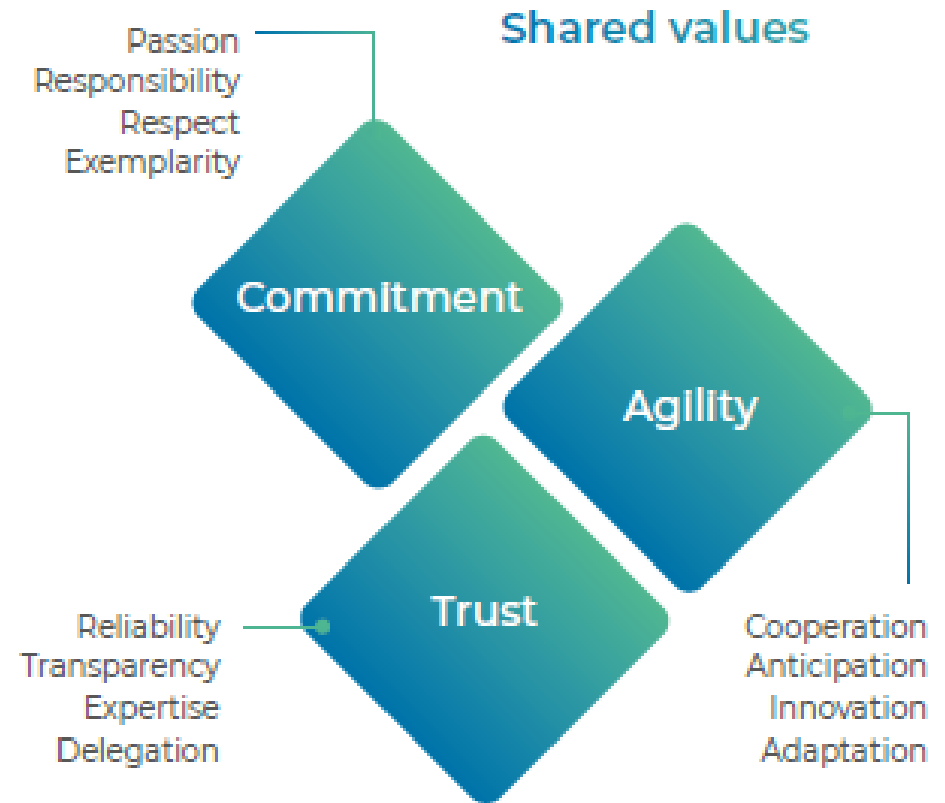 Shared values
Passion
Responsibility
Respect
Exemplarity
Commitment
Agility
Trust
Reliability
Transparency
Expertise
Delegation
Cooperation
Anticipation
Innovation
Adaptation